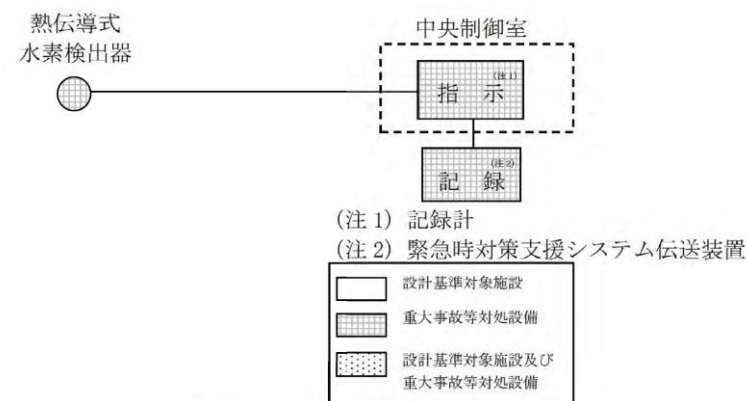 熱伝導式
水素検出器
中央制御室
指 示 (注1)
記 録 (注2)
(注1) 記録計
(注2) 緊急時対策支援システム伝送装置
設計基準対象施設
重大事故等対処設備
設計基準対象施設及び
重大事故等対処設備